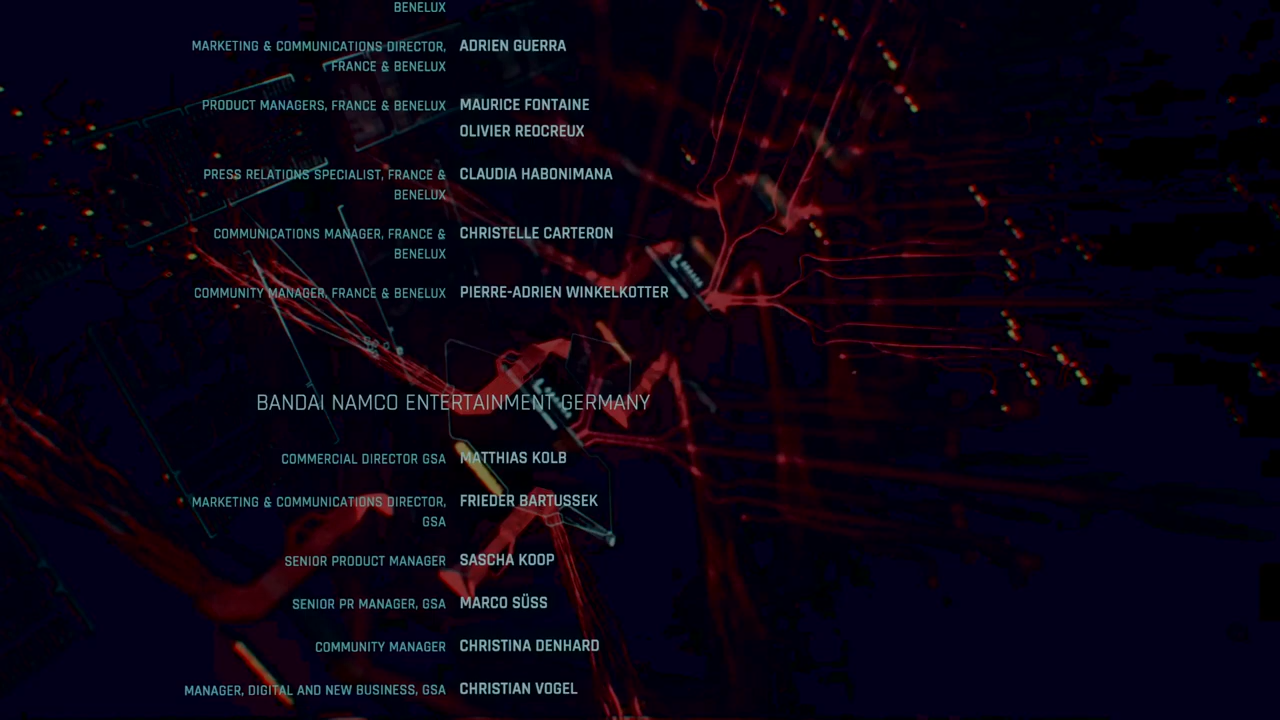 BENELUX
MARKETING & COMMUNICATIONS DIRECTOR, ADRIEN GUERRA
FRANCE & BENELUX
PRODUCT MANAGERS, FRANCE & BENELUX MAURICE FONTAINE
OLIVIER REOCREUX
PRESS RELATIONS SPECIALIST, FRANCE & CLAUDIA HABONIMANA
BENELUX
COMMUNICATIONS MANAGER, FRANCE & CHRISTELLE CARTERON
BENELUX
COMMUNITY MANAGER, FRANCE & BENELUX PIERRE-ADRIEN WINKELKOTTER
BANDAI NAMCO ENTERTAINMENT GERMANY
COMMERCIAL DIRECTOR GSA MATTHIAS KOLB
MARKETING & COMMUNICATIONS DIRECTOR, FRIEDER BARTUSSEK
GSA
SENIOR PRODUCT MANAGER SASCHA KOOP
SENIOR PR MANAGER, GSA MARCO SÜSS
COMMUNITY MANAGER CHRISTINA DENHARD
MANAGER, DIGITAL AND NEW BUSINESS, GSA CHRISTIAN VOGEL